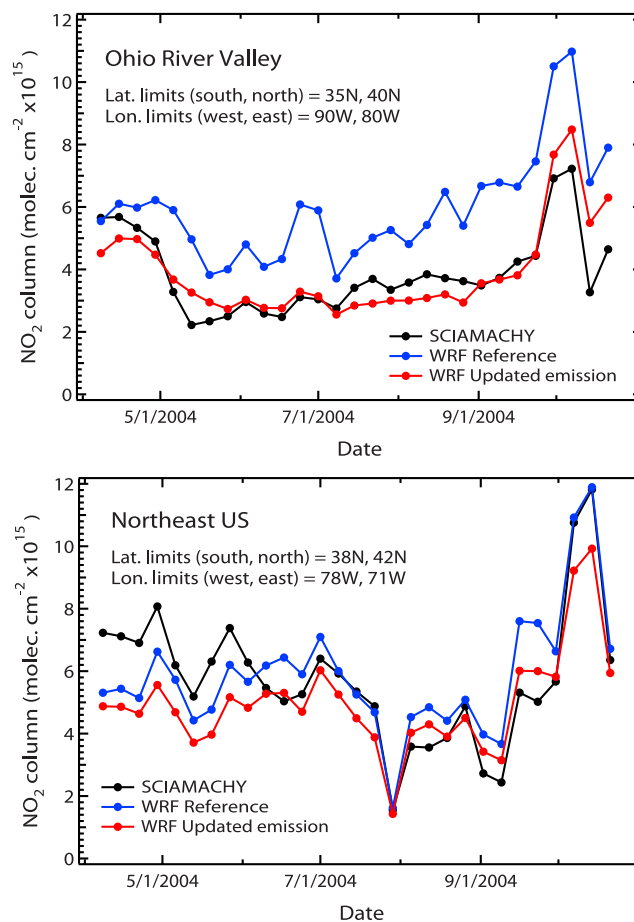 12
10
8
6
4
2
0
NO2 column (molec. cm-2 x1015)
Ohio River Valley
Lat. limits (south, north) = 35N, 40N
Lon. limits (west, east) = 90W, 80W
SCIAMACHY
WRF Reference
WRF Updated emission
5/1/2004 7/1/2004 9/1/2004
Date
12
10
8
6
4
2
0
NO2 column (molec. cm-2 x1015)
Northeast US
Lat. limits (south, north) = 38N, 42N
Lon. limits (west, east) = 78W, 71W
SCIAMACHY
WRF Reference
WRF Updated emission
5/1/2004 7/1/2004 9/1/2004
Date